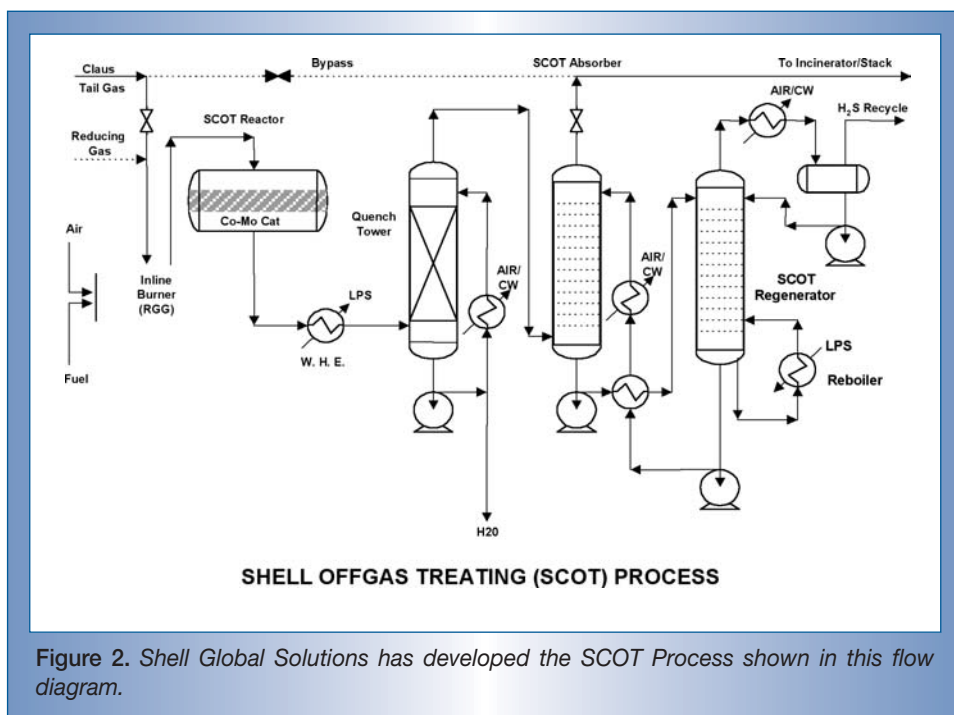 Claus
Tail Gas
Bypass
SCOT Absorber
To Incinerator/Stack
AIR/CW
H2S Recycle
SCOT Reactor
Reducing
Gas
Co-Mo Cat
Quench
Tower
Air
AIR/
CW
AIR/
CW
Inline
Burner
(RGG)
LPS
SCOT
Regenerator
W. H. E.
LPS
Reboiler
Fuel
H20
SHELL OFFGAS TREATING (SCOT) PROCESS
Figure 2. Shell Global Solutions has developed the SCOT Process shown in this flow
diagram.